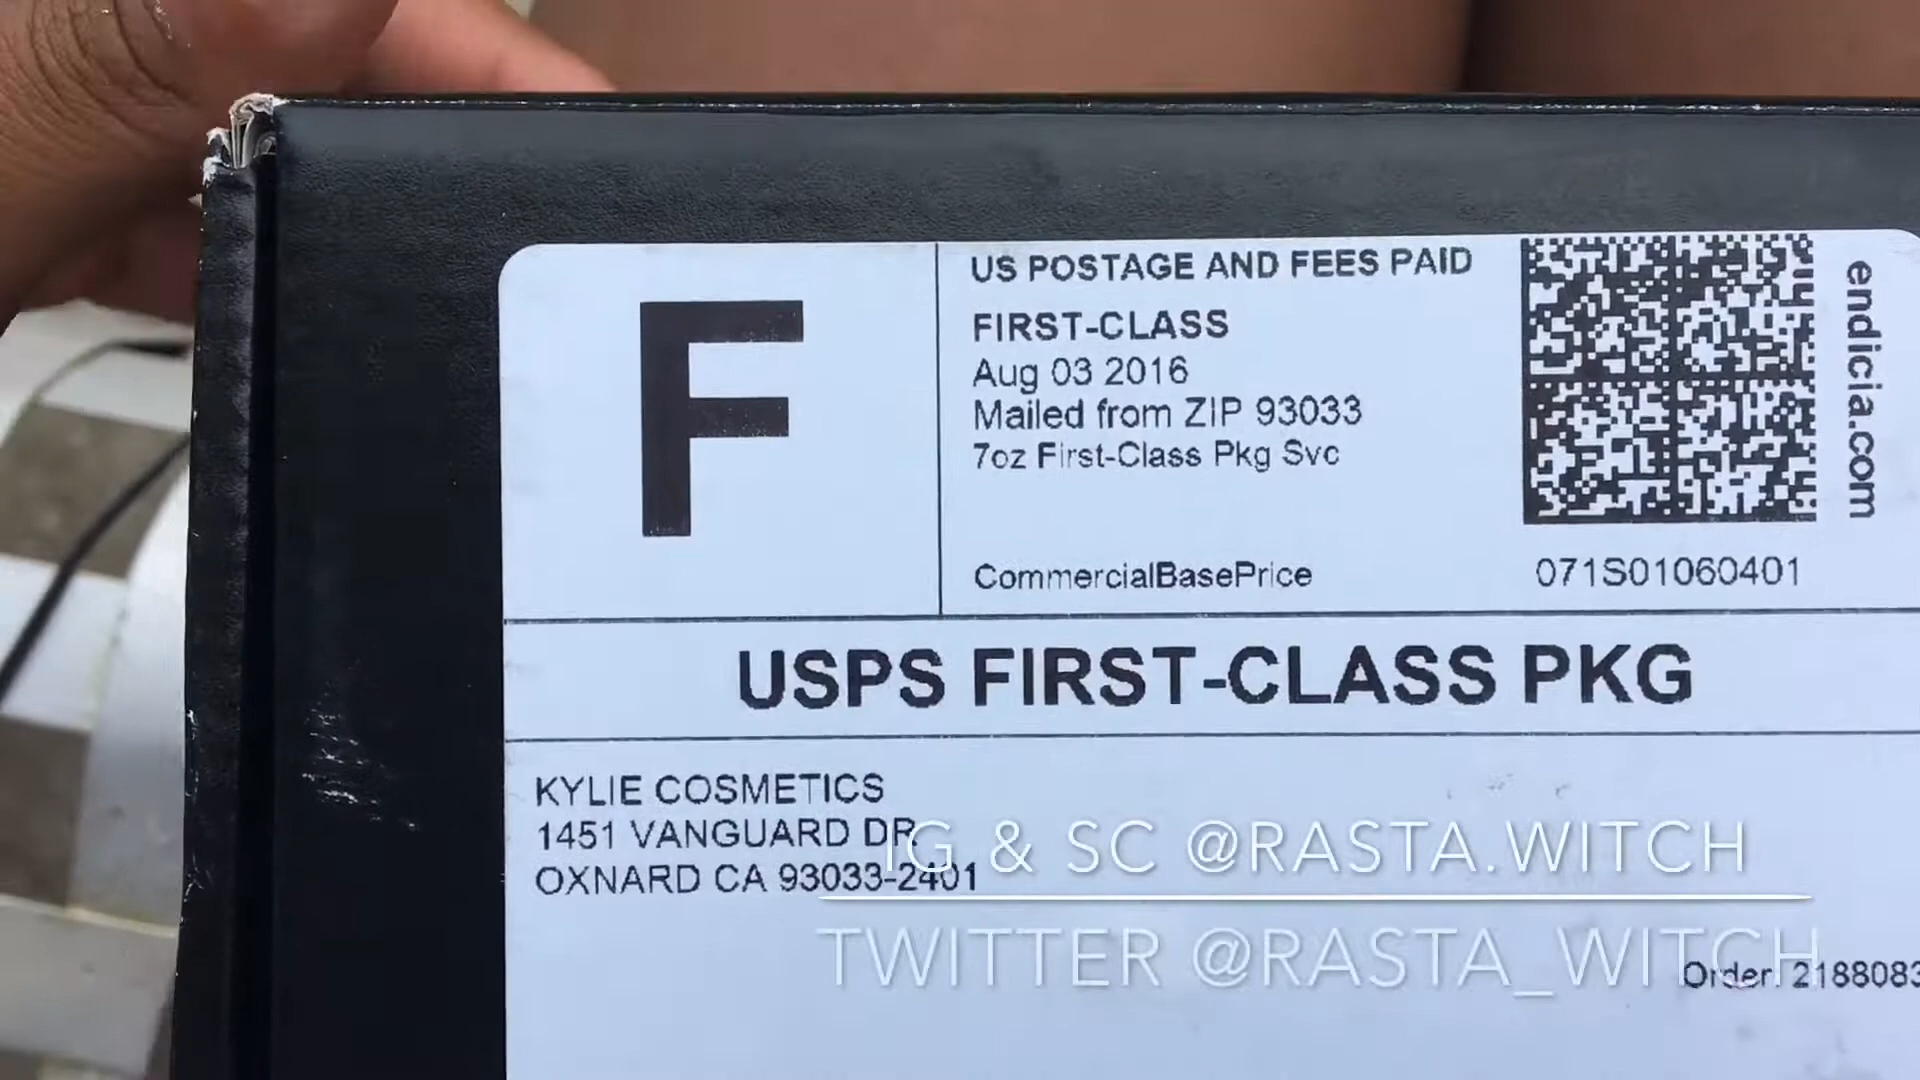 F
US POSTAGE AND FEES PAID
FIRST-CLASS
Aug 03 2016
Mailed from ZIP 93033
7oz First-Class Pkg Svc
CommercialBasePrice
071S01060401
endicia.com
USPS FIRST-CLASS PKG
KYLIE COSMETICS
1451 VANGUARD DR
OXNARD CA 93033-2401
IG & SC @RASTA.WITCH
TWITTER @RASTA_WITCH
Order: 2188083